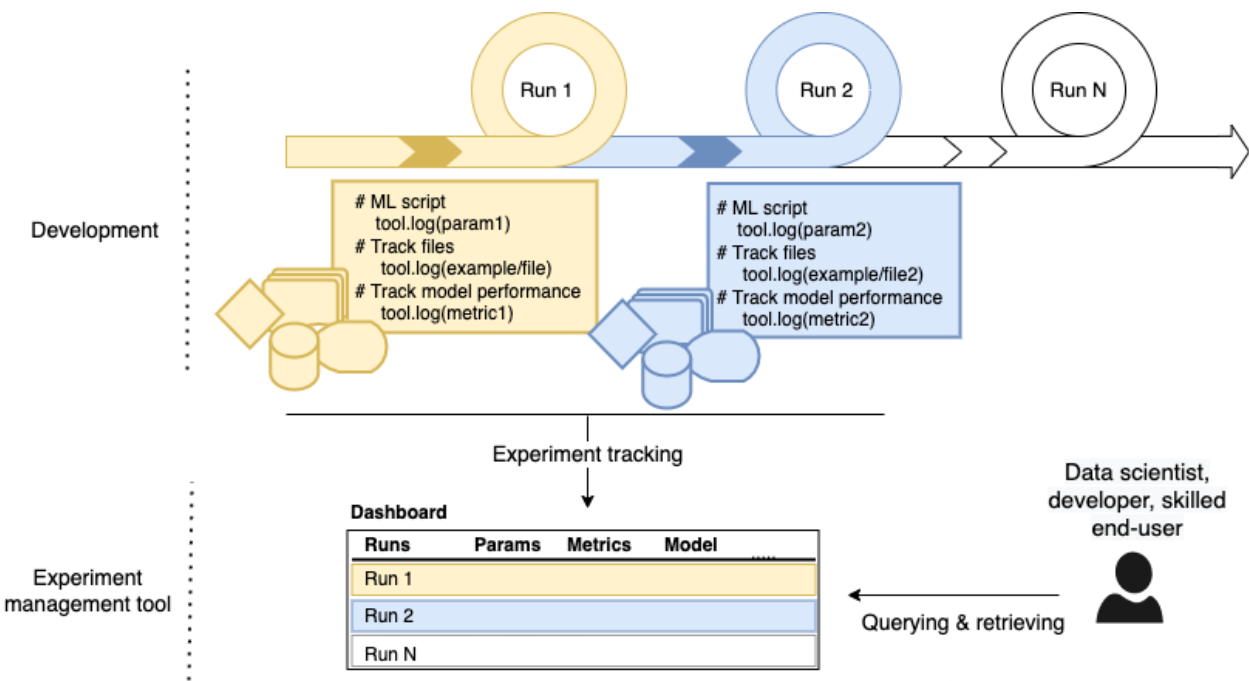 Run 1
Run 2
Run N
Development
# ML script
tool.log(param1)
# Track files
tool.log(example/file)
# Track model performance
tool.log(metric1)
# ML script
tool.log(param2)
# Track files
tool.log(example/file2)
# Track model performance
tool.log(metric2)
Experiment tracking
Data scientist,
developer, skilled
end-user
Dashboard
Runs Params Metrics Model .....
Run 1
Run 2
Run N
Experiment
management tool
Querying & retrieving